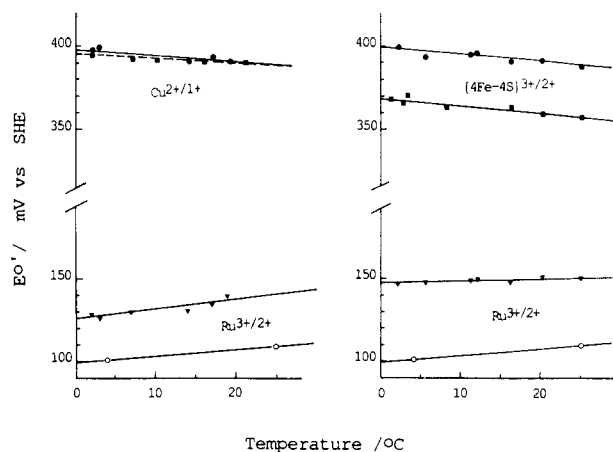 400
350
150
100
0
10
20
Cu2+/1+
Ru3+/2+
400
350
150
100
0
10
20
{4Fe-4S}3+/2+
Ru3+/2+
Eo'/ mV vs SHE
Temperature /oC